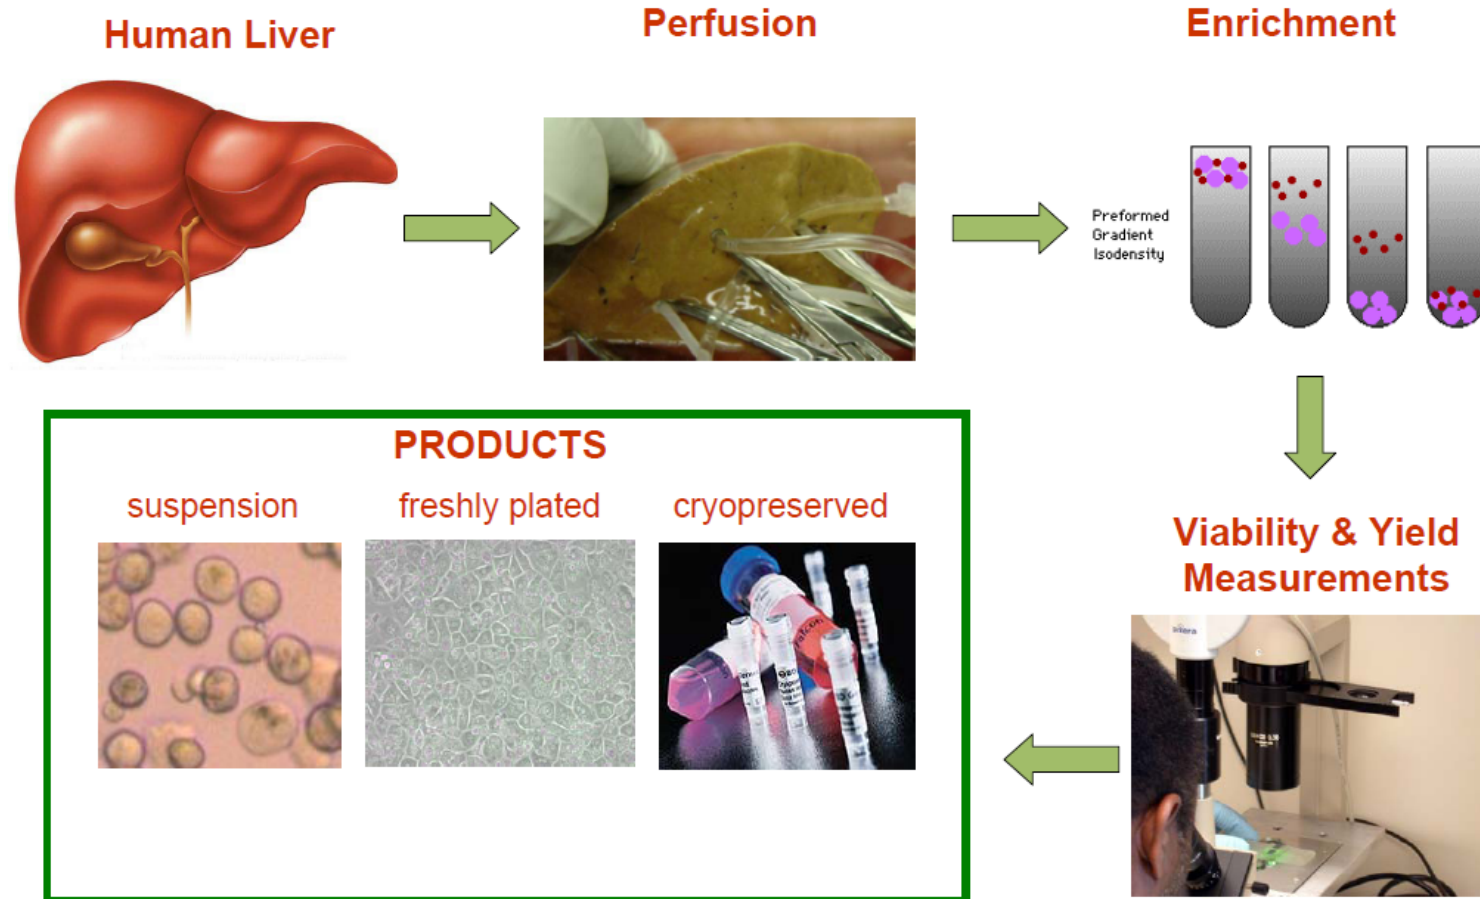 Human Liver
Perfusion
Enrichment
Preformed
Gradient
Isodensity
Viability & Yield
Measurements
PRODUCTS
suspension
freshly plated
cryopreserved